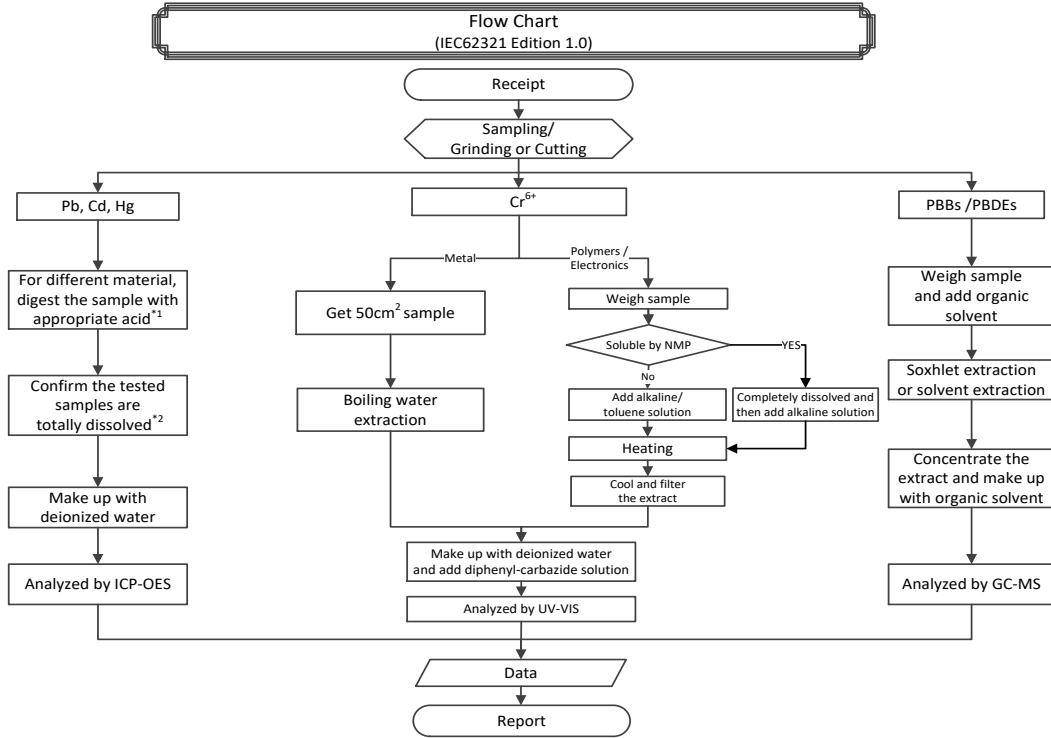 Flow Chart
(IEC62321 Edition 1.0)
Receipt
Sampling/
Grinding or Cutting
Pb, Cd, Hg
For different material,
digest the sample with
appropriate acid*1
Confirm the tested
samples are
totally dissolved*2
Make up with
deionized water
Analyzed by ICP-OES
Cr6+
Metal
Get 50cm2 sample
Boiling water
extraction
Polymers /
Electronics
Weigh sample
Soluble by NMP
YES
No
Add alkaline/
toluene solution
Completely dissolved and
then add alkaline solution
Heating
Cool and filter
the extract
Make up with deionized water
and add diphenyl-carbazide solution
Analyzed by UV-VIS
PBBs /PBDEs
Weigh sample
and add organic
solvent
Soxhlet extraction
or solvent extraction
Concentrate the
extract and make up
with organic solvent
Analyzed by GC-MS
Data
Report